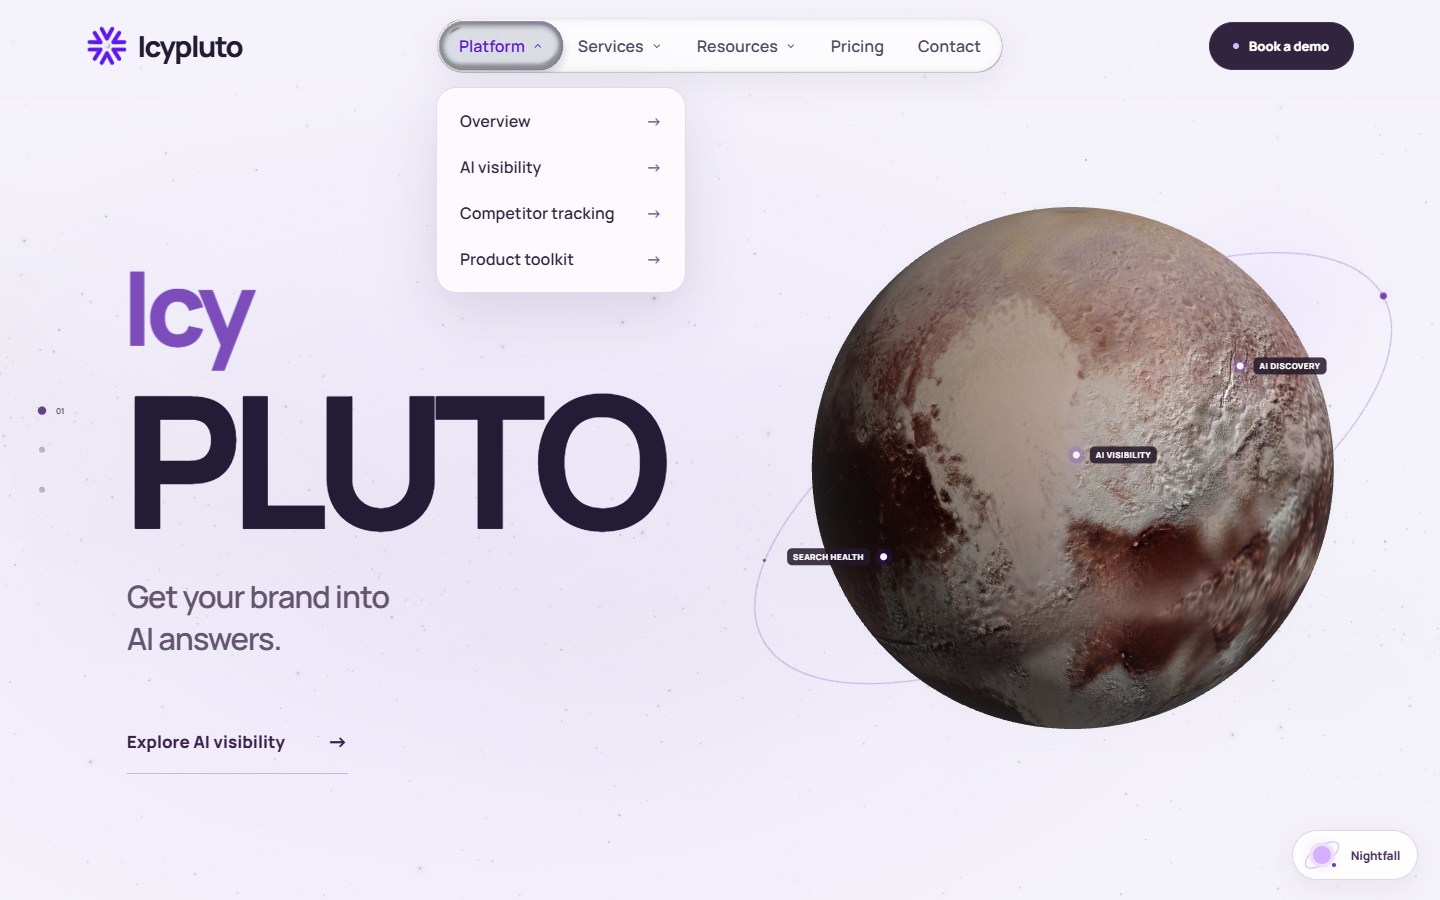 Icypluto
Platform
Services
Resources
Pricing
Contact
Book a demo
Overview
AI visibility
Competitor tracking
Product toolkit
Icy
PLUTO
01
AI DISCOVERY
AI VISIBILITY
SEARCH HEALTH
Get your brand into
AI answers.
Explore AI visibility
Nightfall